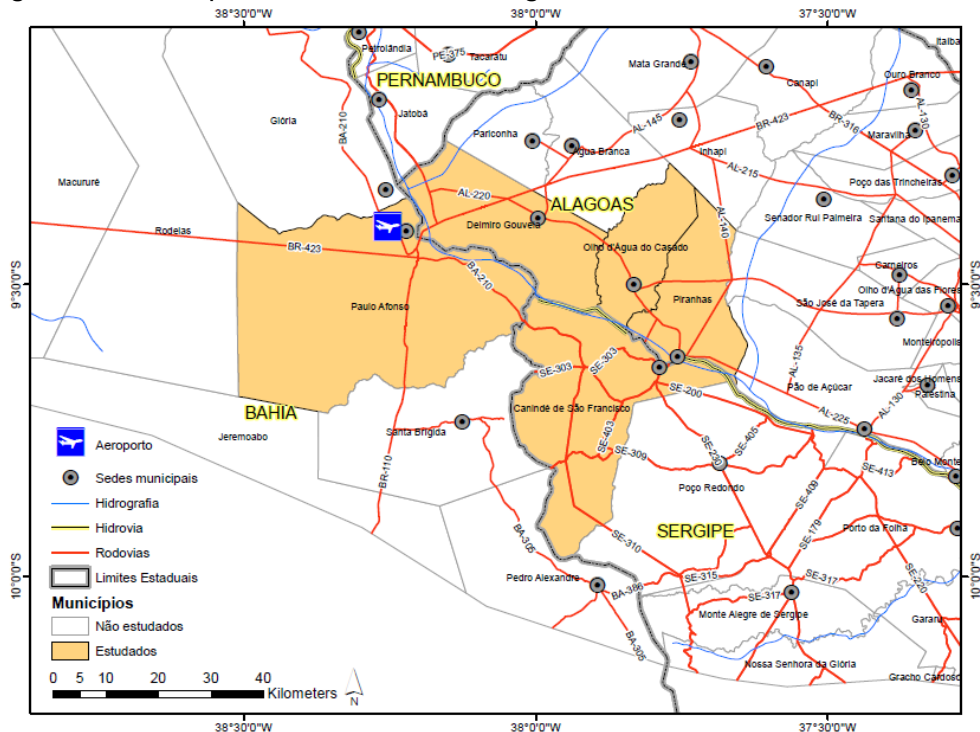 38°30'0"W
38°0'0"W
37°30'0"W
Petrolândia
PE-375
Tacaratu
Itaíba
PERNAMBUCO
Mata Grande
Canapi
Ouro Branco
Glória
BA-210
Jatobá
Pariconha
AL-145
BR-423
BR-316
AL-130
Maravilha
Água Branca
Inhapi
Macururé
AL-220
AL-215
Poço das Trincheiras
ALAGOAS
Senador Rui Palmeira
Santana do Ipanema
Rodelas
Delmiro Gouveia
AL-140
BR-423
Olho d'Água do Casado
Carneiros
9°30'0"S
BA-210
Piranhas
São José da Tapera
Olho d'Água das Flores
9°30'0"S
Paulo Afonso
Monteirópolis
AL-135
SE-303
SE-303
Jacaré dos Homens
Pão de Açúcar
Palestina
SE-200
BAHIA
Canindé de São Francisco
AL-225
AL-130
Jeremoabo
Santa Brígida
SE-403
SE-405
SE-230
Belo Monte
BR-110
SE-309
SE-413
Poço Redondo
SE-409
SERGIPE
Porto da Folha
SE-179
BA-305
SE-310
10°0'0"S
Pedro Alexandre
SE-315
SE-317
10°0'0"S
BA-386
SE-317
SE-220
Monte Alegre de Sergipe
Gararu
BA-305
Nossa Senhora da Glória
Gracho Cardoso
Aeroporto
Sedes municipais
Hidrografia
Hidrovia
Rodovias
Limites Estaduais
Municípios
Não estudados
Estudados
0 5 10 20 30 40
Kilometers
N
38°30'0"W
38°0'0"W
37°30'0"W